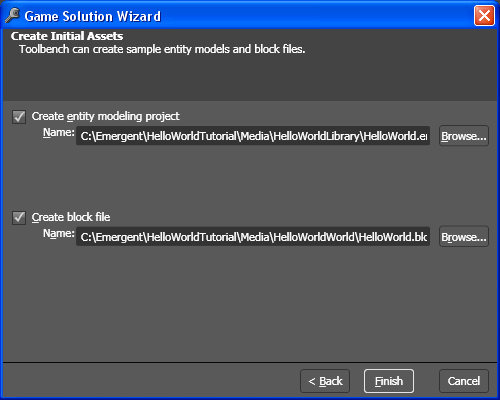 Game Solution Wizard
Create Initial Assets
Toolbench can create sample entity models and block files.
Create entity modeling project
Name: C:\Emergent\HelloWorldTutorial\Media\HelloWorldLibrary\HelloWorld.e Browse...
Create block file
Name: C:\Emergent\HelloWorldTutorial\Media\HelloWorldWorld\HelloWorld.blo Browse...
< Back Finish Cancel